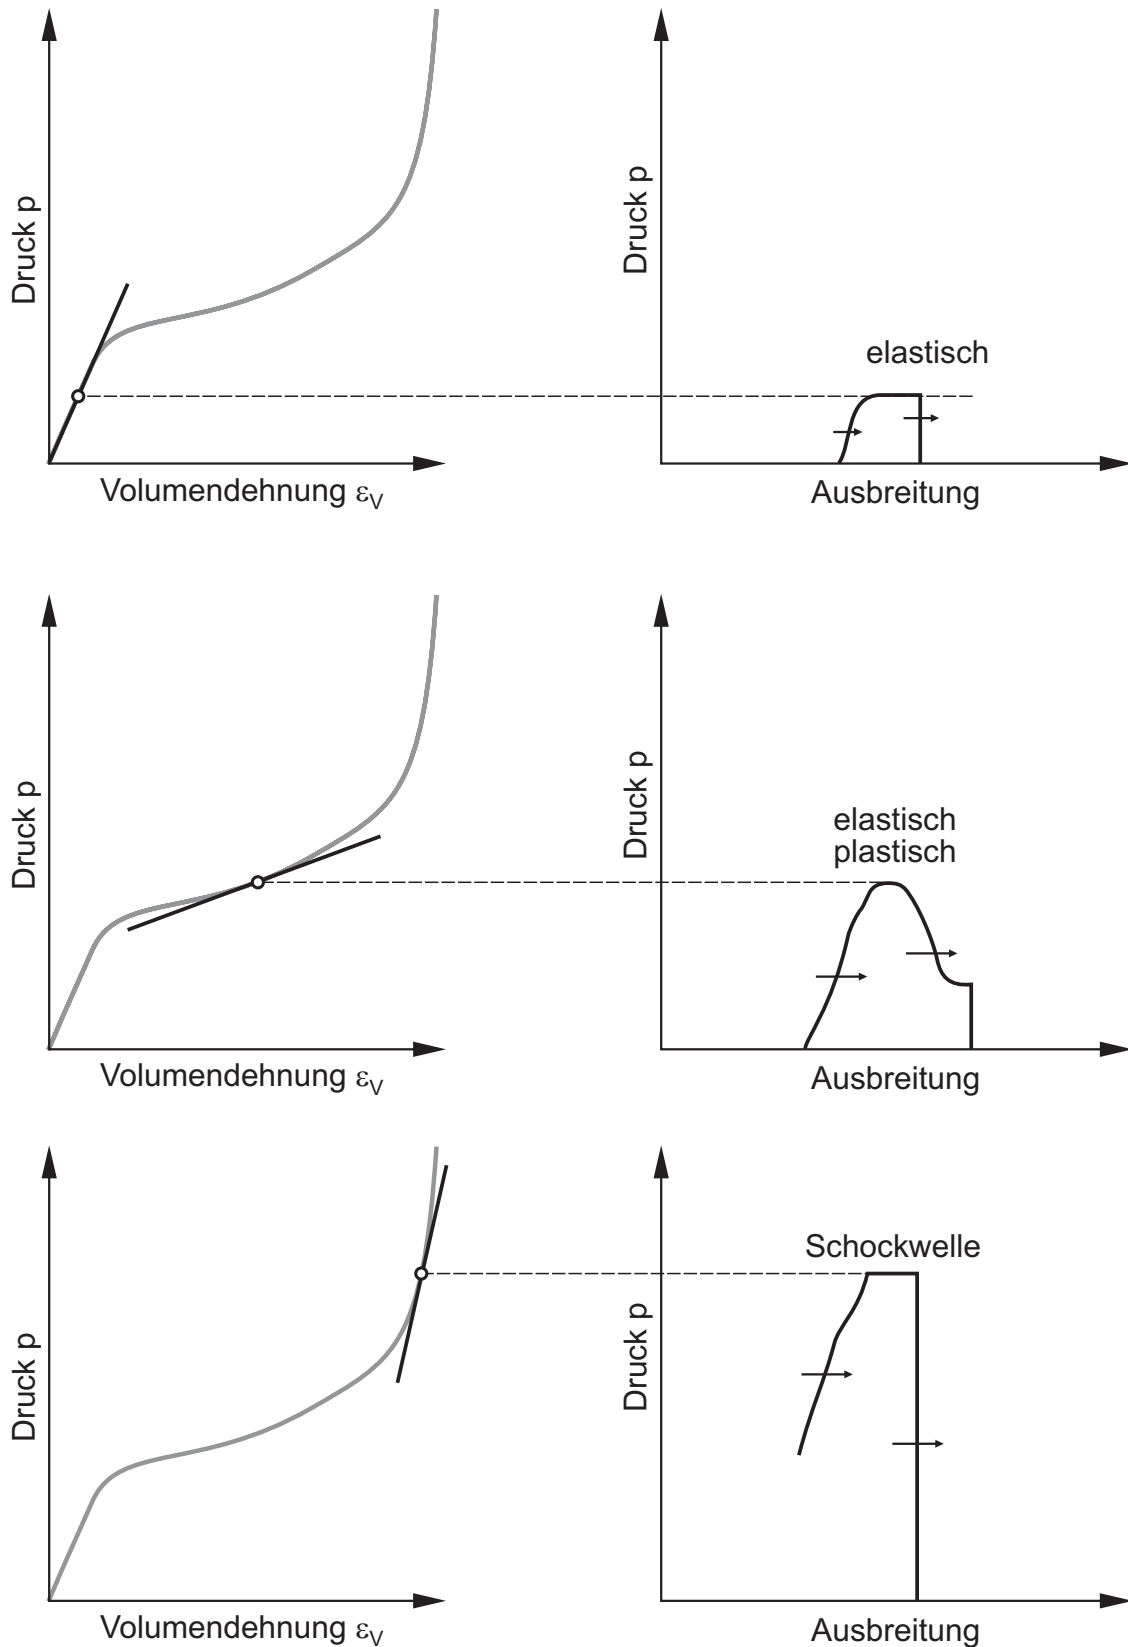 Druck p
Volumendehnung εV
Druck p
elastisch
Ausbreitung
Druck p
Volumendehnung εV
Druck p
elastisch
plastisch
Ausbreitung
Druck p
Volumendehnung εV
Druck p
Schockwelle
Ausbreitung